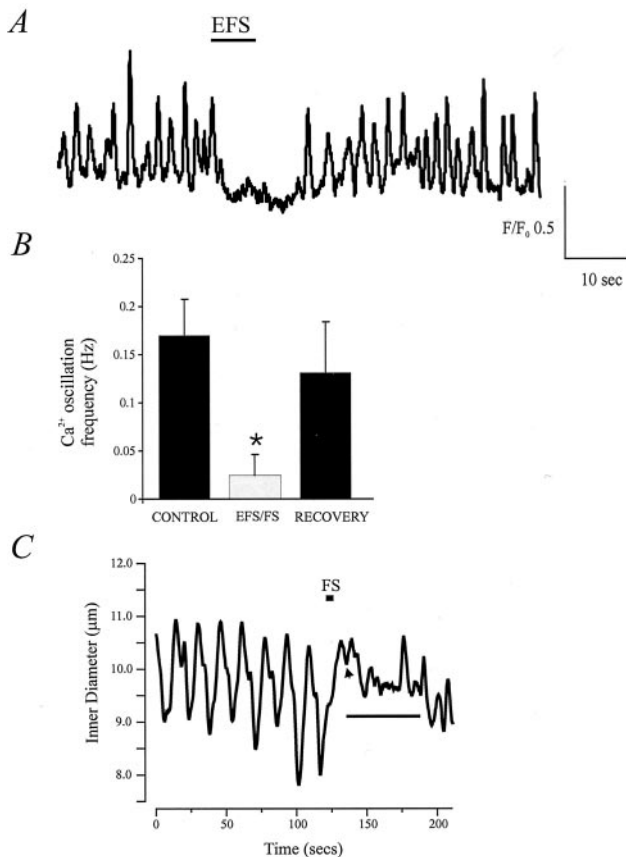 A
EFS
F/F₀ 0.5
10 sec
B
Ca²⁺ oscillation
frequency (Hz)
0.25
0.2
0.15
0.1
0.05
0
*
CONTROL EFS/FS RECOVERY
C
Inner Diameter (μm)
12.0
11.0
10.0
9.0
8.0
FS
0 50 100 150 200
Time (secs)